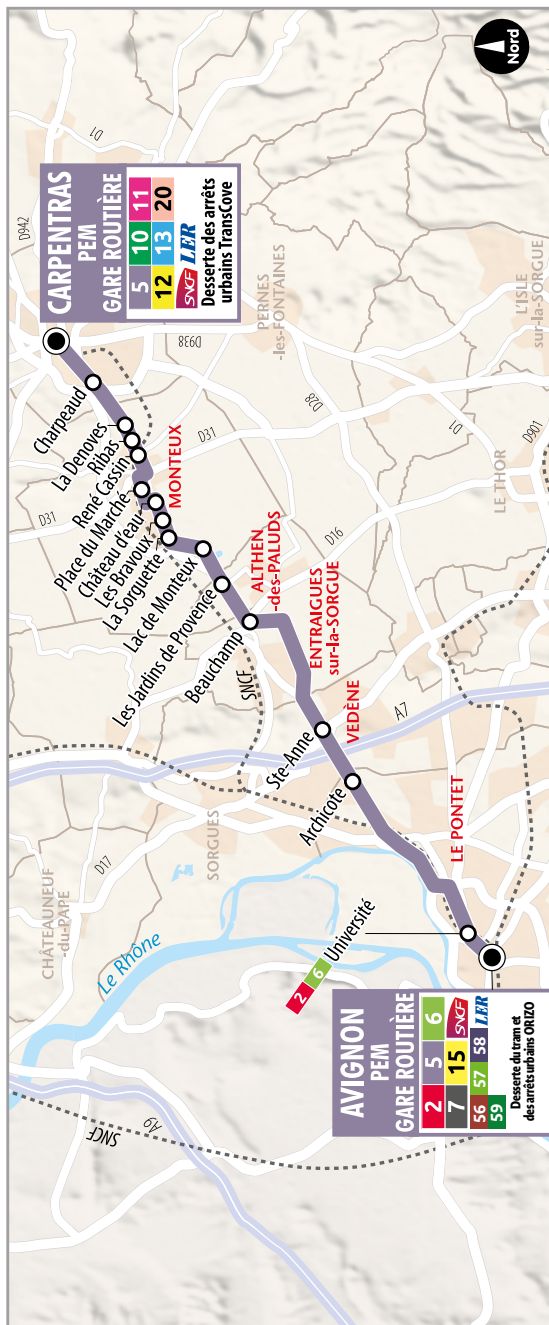 Nord
D1
D942
CARPENTRAS
PEM
GARE ROUTIÈRE
5 10 11
12 13 20
SNCF LER
Desserte des arrêts
urbains TransCove
PERNES
-les-FONTAINES
L'ISLE
sur-la-SORGUE
D938
D28
D1
D901
LE THOR
D31
D31
D16
Charpeaud
La Denoves
Ribas
René Cassin
Place du Marché
Château d'eau
Les Bravoux
La Sorguette
Lac de Monteux
Les Jardins de Provence
Beauchamp
MONTEUX
ALTHEN
-des-PALUDS
ENTRAIGUES
sur-la-SORGUE
SNCF
Ste-Anne
VEDÈNE
A7
Archicote
LE PONTET
SORGUES
D17
CHÂTEAUNEUF
-du-PAPE
Le Rhône
2 6 Université
AVIGNON
PEM
GARE ROUTIÈRE
2 5 6
7 15 SNCF
56 57 58 LER
59
Desserte du tram et
des arrêts urbains ORIZO
A9
SNCF